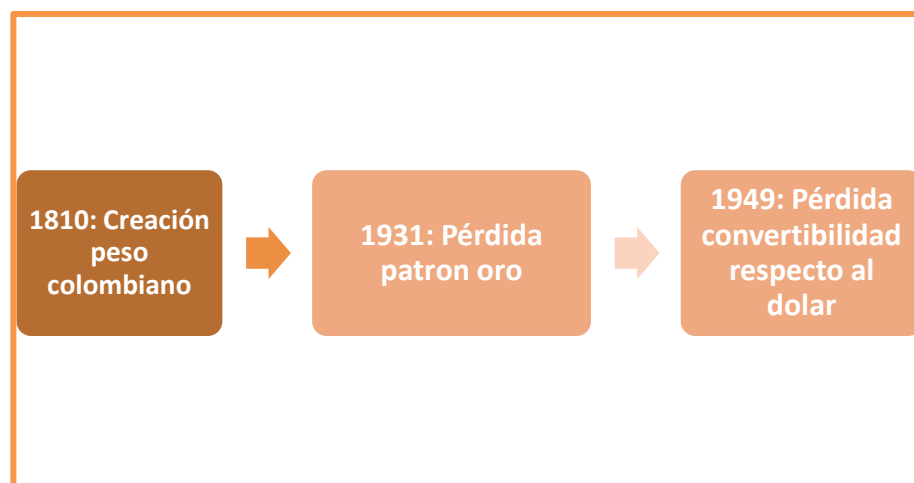 1810: Creación
peso
colombiano
1931: Pérdida
patron oro
1949: Pérdida
convertibilidad
respecto al
dolar